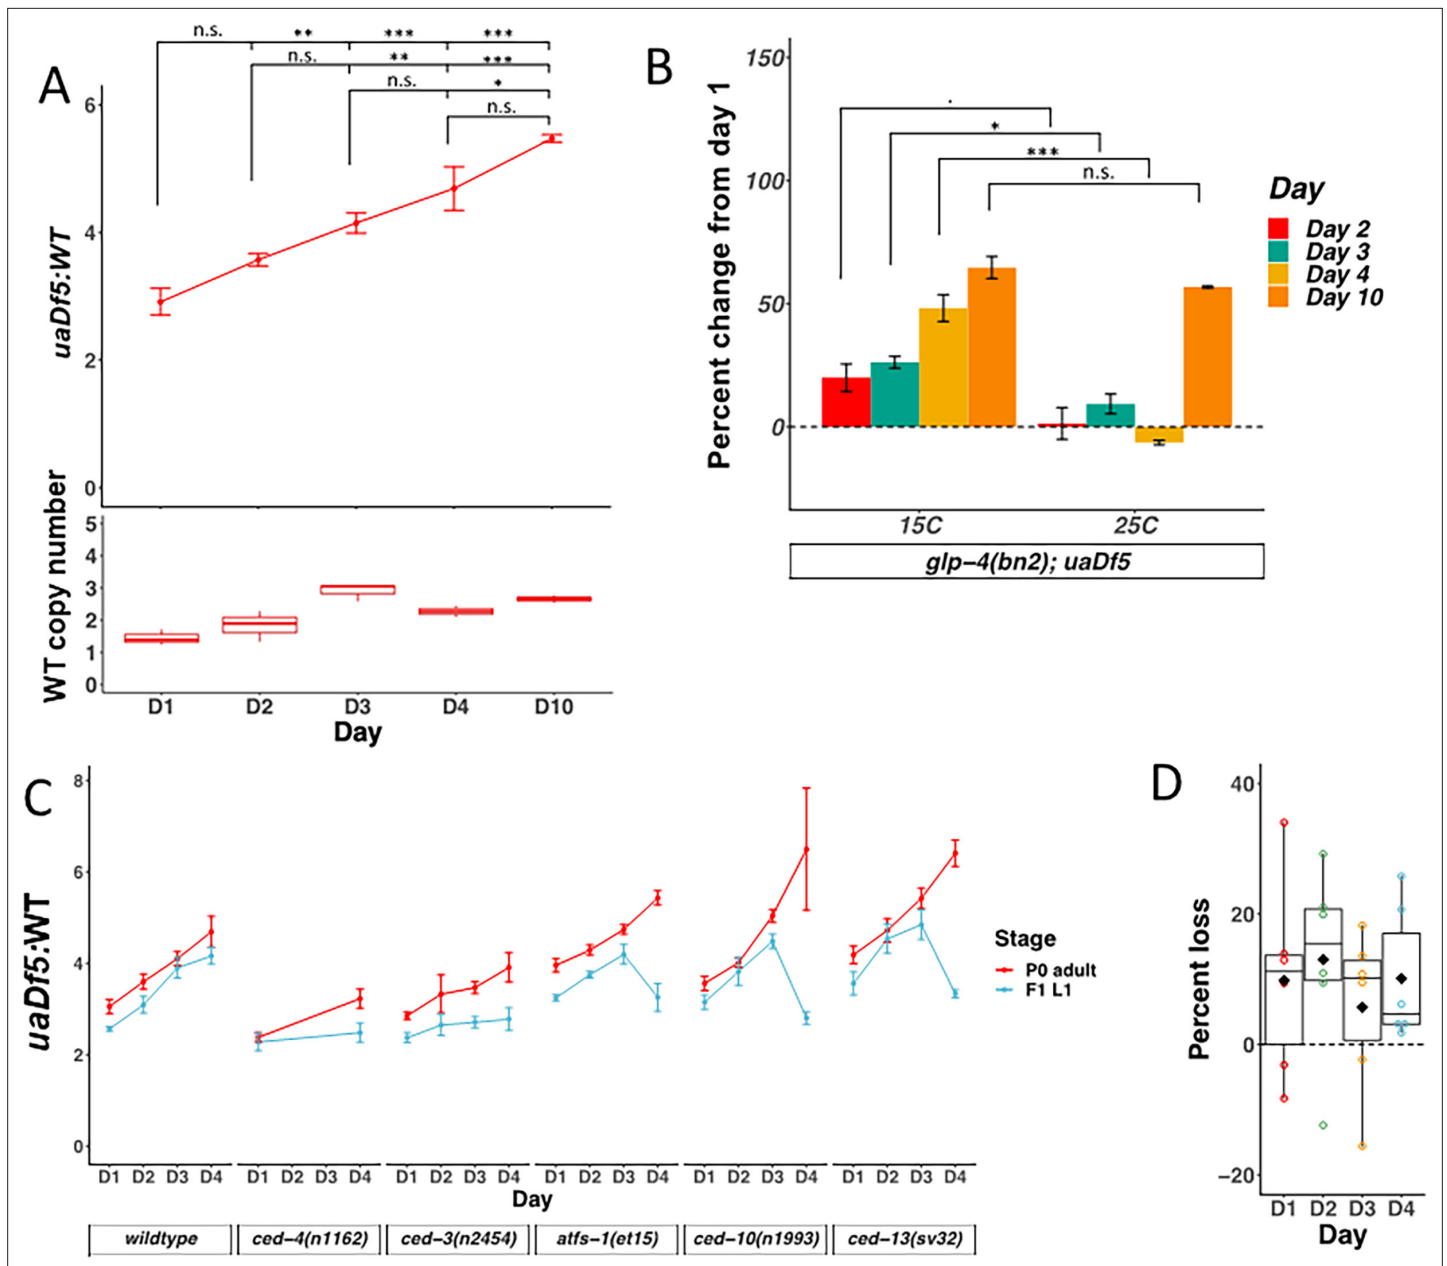 A
n.s. ** *** ***
n.s. ** ***
n.s. *
n.s.
uaDf5:WT
6
4
2
0
WT copy number
5
4
3
2
1
0
D1 D2 D3 D4 D10
Day
B
Percent change from day 1
150
100
50
0
.
*
***
n.s.
15C 25C
glp−4(bn2); uaDf5
Day
Day 2
Day 3
Day 4
Day 10
C
uaDf5:WT
8
6
4
2
0
D1 D2 D3 D4 D1 D2 D3 D4 D1 D2 D3 D4 D1 D2 D3 D4 D1 D2 D3 D4 D1 D2 D3 D4
Day
wildtype ced−4(n1162) ced−3(n2454) atfs−1(et15) ced−10(n1993) ced−13(sv32)
Stage
P0 adult
F1 L1
D
Percent loss
40
20
0
−20
D1 D2 D3 D4
Day